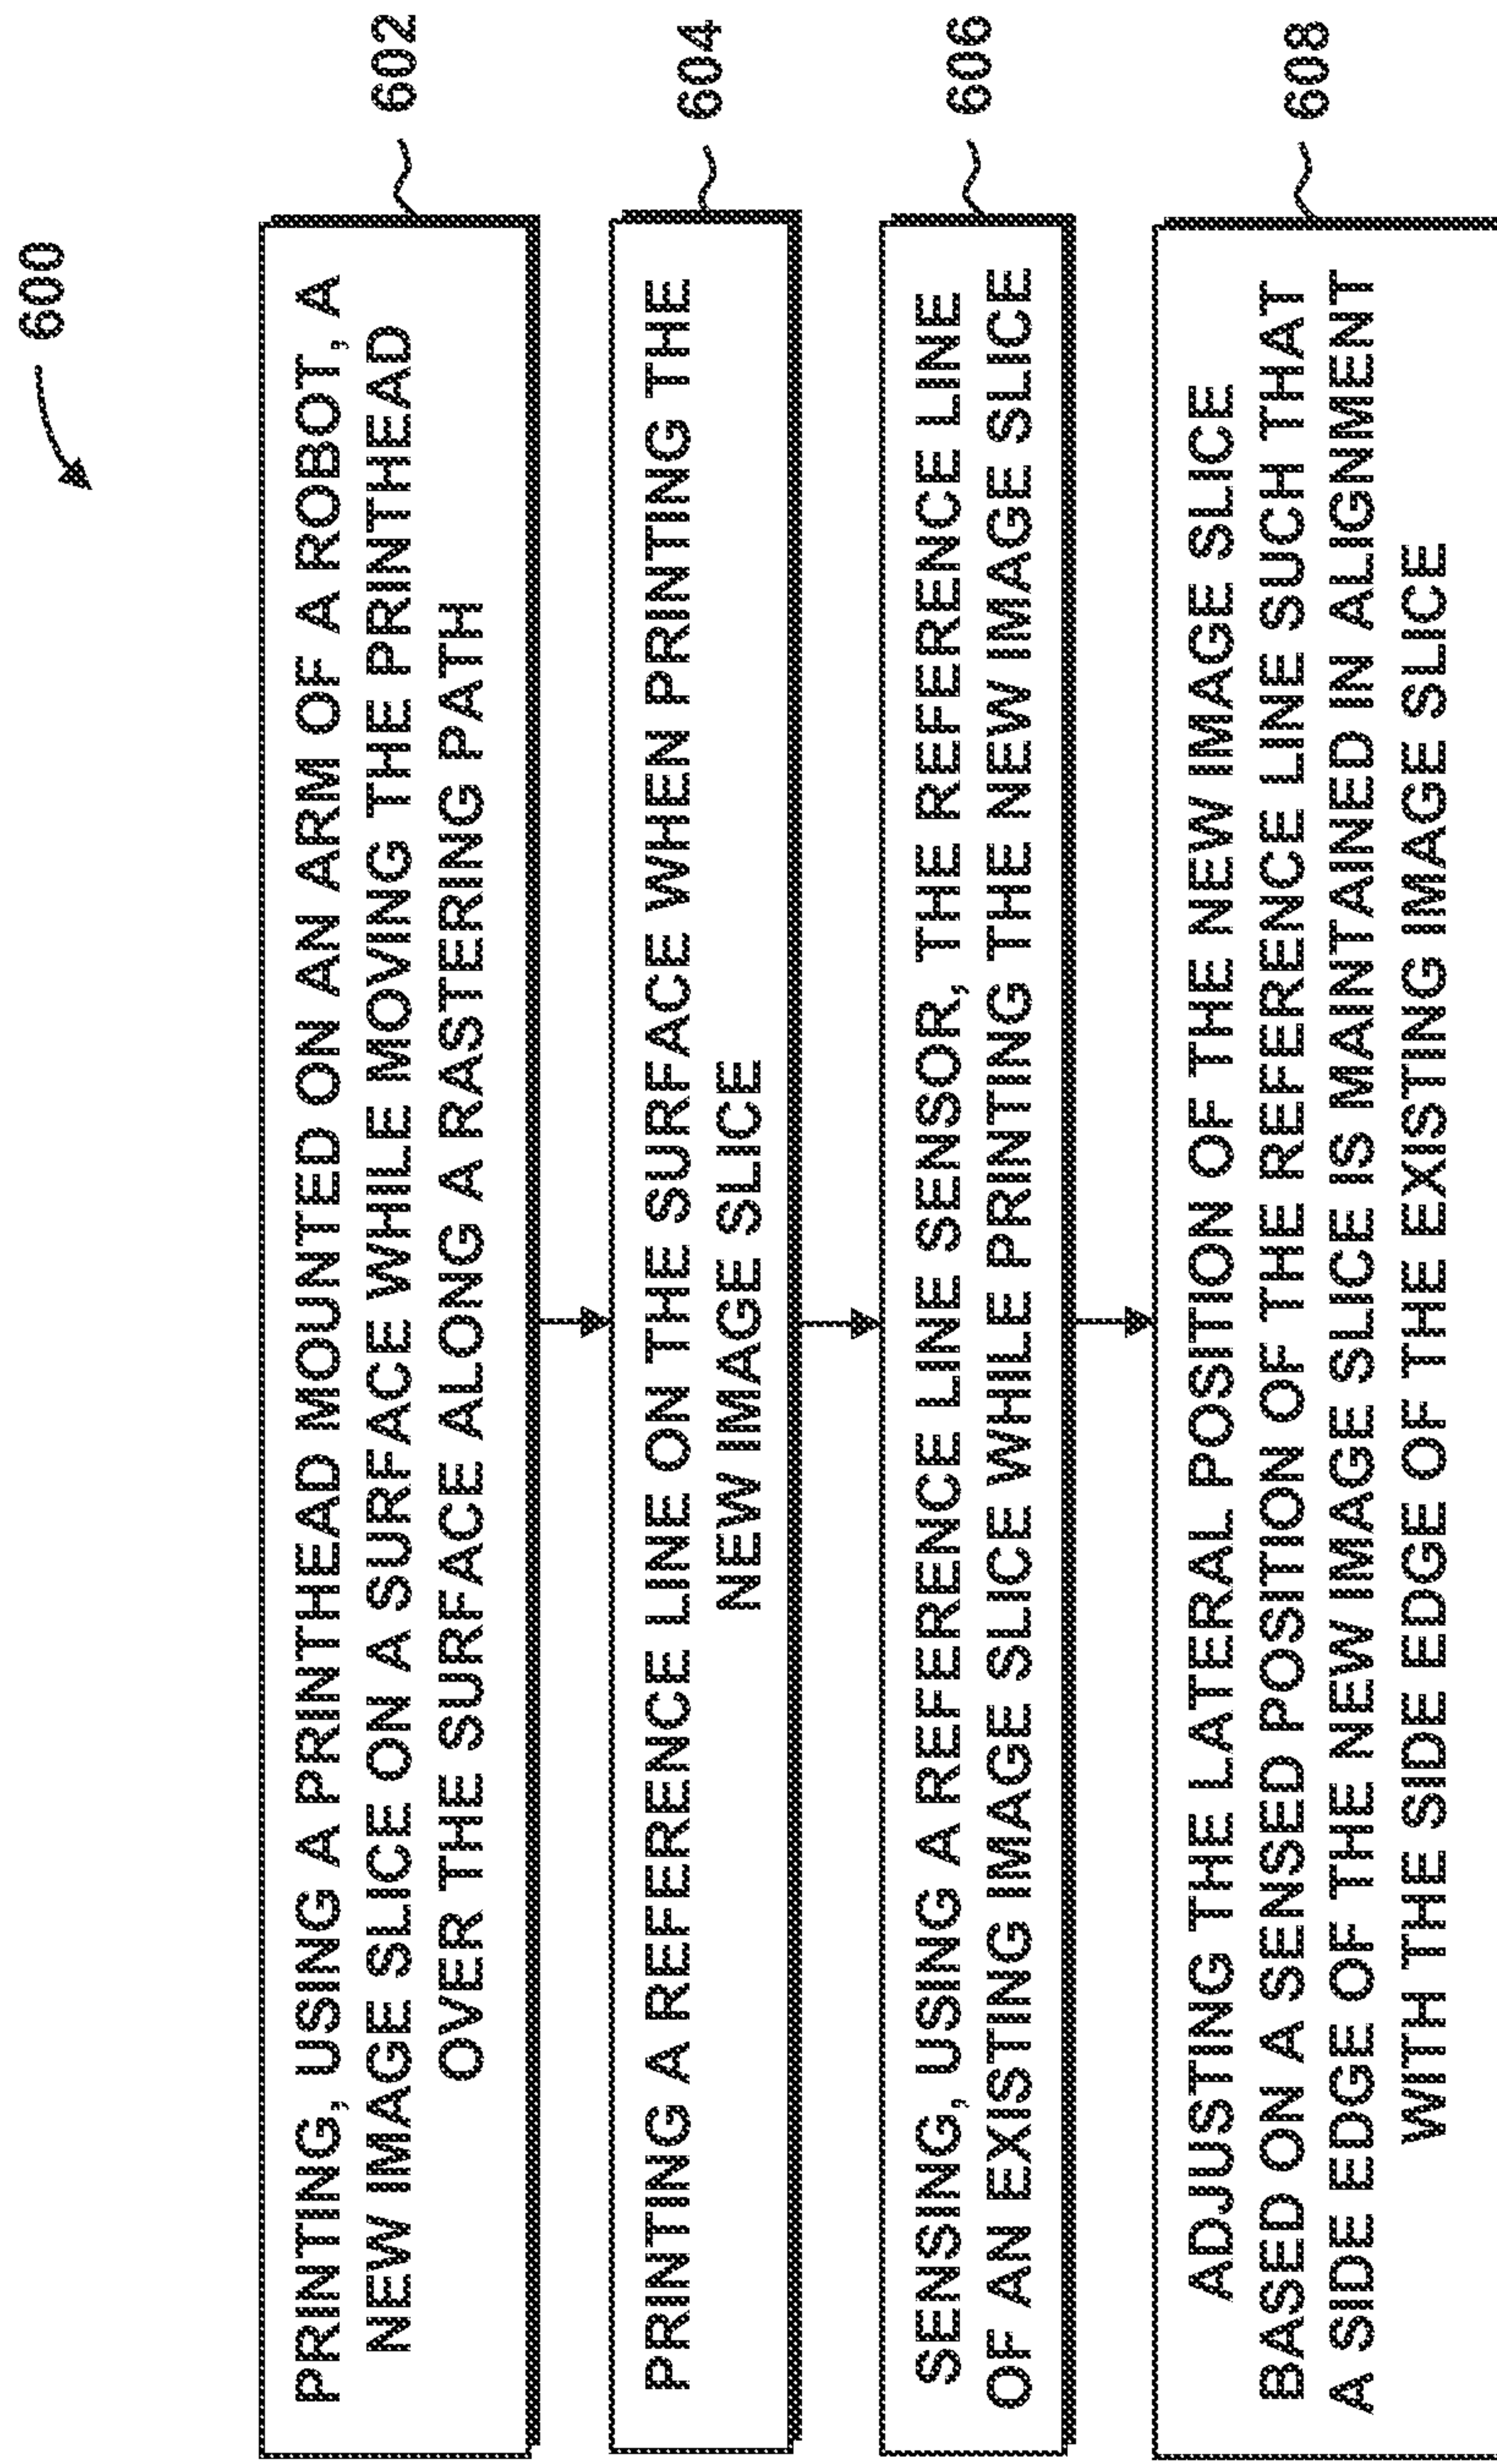 600
PRINTING, USING A PRINTHEAD MOUNTED ON AN ARM OF A ROBOT, A
NEW IMAGE SLICE ON A SURFACE WHILE MOVING THE PRINTHEAD
OVER THE SURFACE ALONG A RASTERING PATH
602
PRINTING A REFERENCE LINE ON THE SURFACE WHEN PRINTING THE
NEW IMAGE SLICE
604
SENSING, USING A REFERENCE LINE SENSOR, THE REFERENCE LINE
OF AN EXISTING IMAGE SLICE WHILE PRINTING THE NEW IMAGE SLICE
606
ADJUSTING THE LATERAL POSITION OF THE NEW IMAGE SLICE
BASED ON A SENSED POSITION OF THE REFERENCE LINE SUCH THAT
A SIDE EDGE OF THE NEW IMAGE SLICE IS MAINTAINED IN ALIGNMENT
WITH THE SIDE EDGE OF THE EXISTING IMAGE SLICE
608